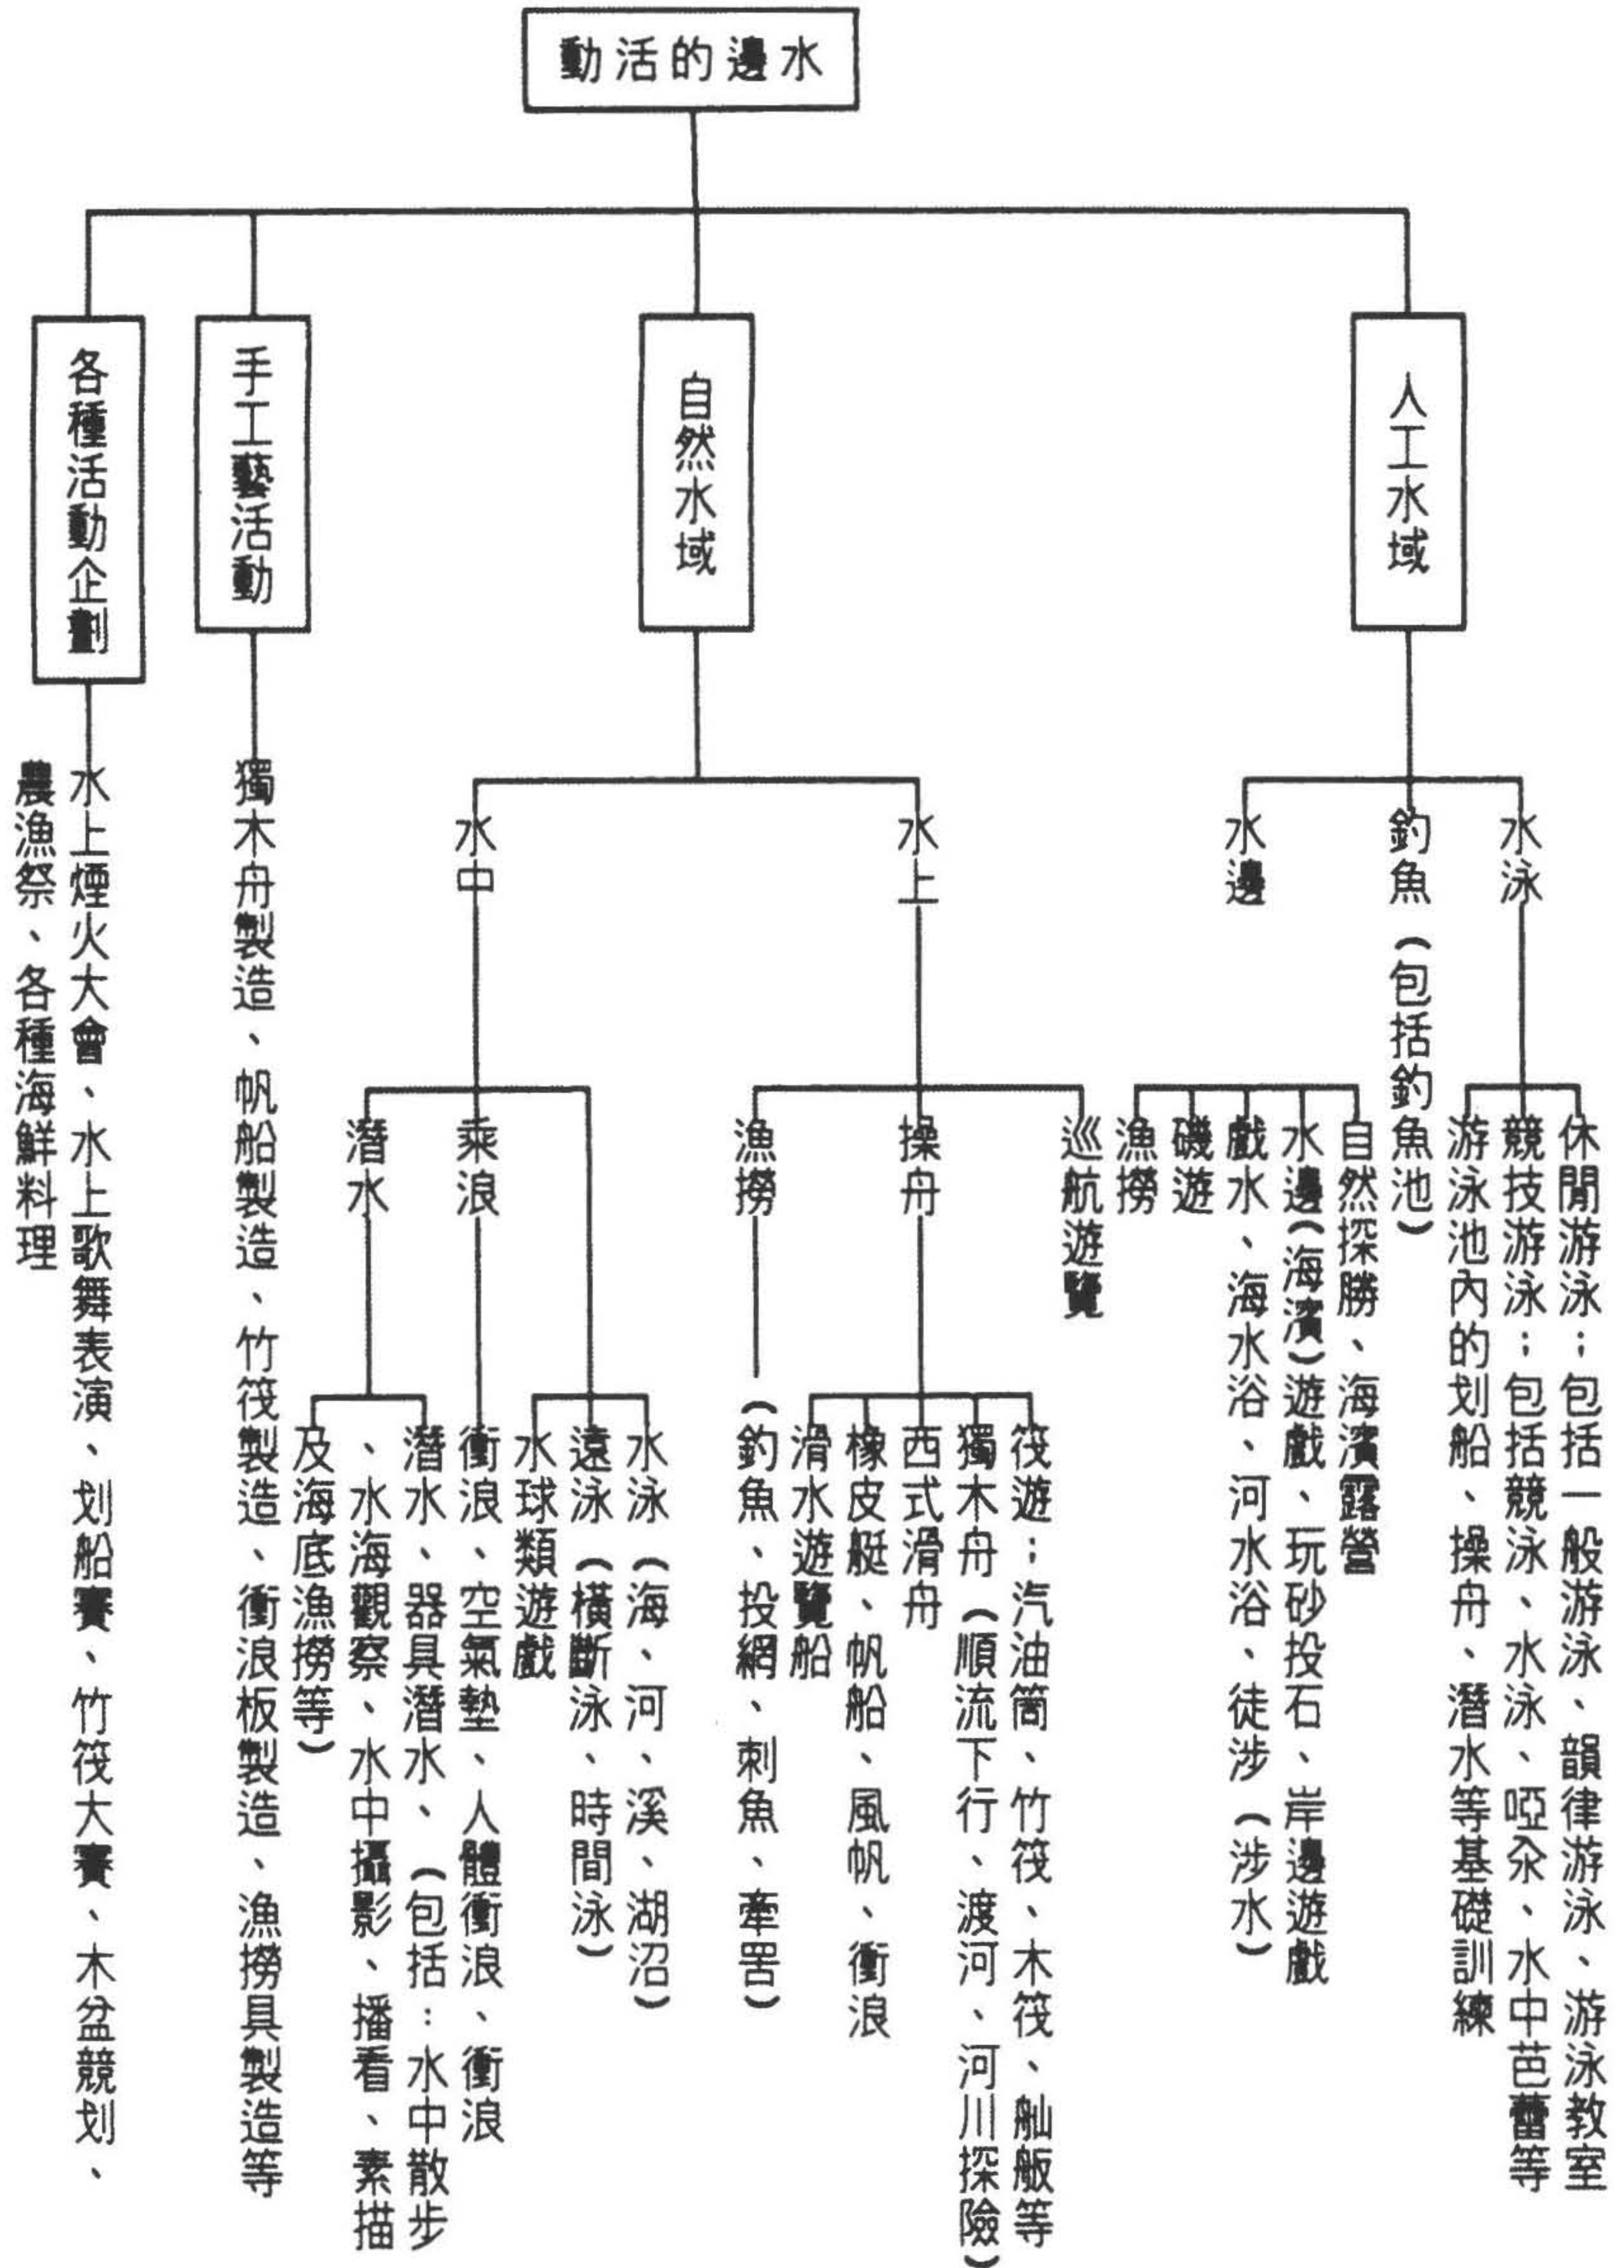 水邊的活動
人工水域
水泳
休閒游泳；包括一般游泳、韻律游泳、游泳教室
競技游泳；包括競泳、水泳、啞氽、水中芭蕾等
游泳池內的划船、操舟、潛水等基礎訓練
釣魚（包括釣魚池）
水邊
自然探勝、海濱露營
水邊（海濱）遊戲、玩砂投石、岸邊遊戲
戲水、海水浴、河水浴、徒涉（涉水）
磯遊
漁撈
自然水域
水上
巡航遊覽
操舟
筏遊；汽油筒、竹筏、木筏、舢舨等
獨木舟（順流下行、渡河、河川探險）
西式滑舟
橡皮艇、帆船、風帆、衝浪
滑水遊覽船
漁撈
（釣魚、投網、刺魚、牽罟）
水中
水泳（海、河、溪、湖沼）
遠泳（橫斷泳、時間泳）
水球類遊戲
乘浪
衝浪、空氣墊、人體衝浪、衝浪
潛水
潛水、器具潛水、（包括：水中散步
、水海觀察、水中攝影、播看、素描
及海底漁撈等）
手工藝活動
獨木舟製造、帆船製造、竹筏製造、衝浪板製造、漁撈具製造等
各種活動企劃
水上煙火大會、水上歌舞表演、划船賽、竹筏大賽、木盆競划、
農漁祭、各種海鮮料理